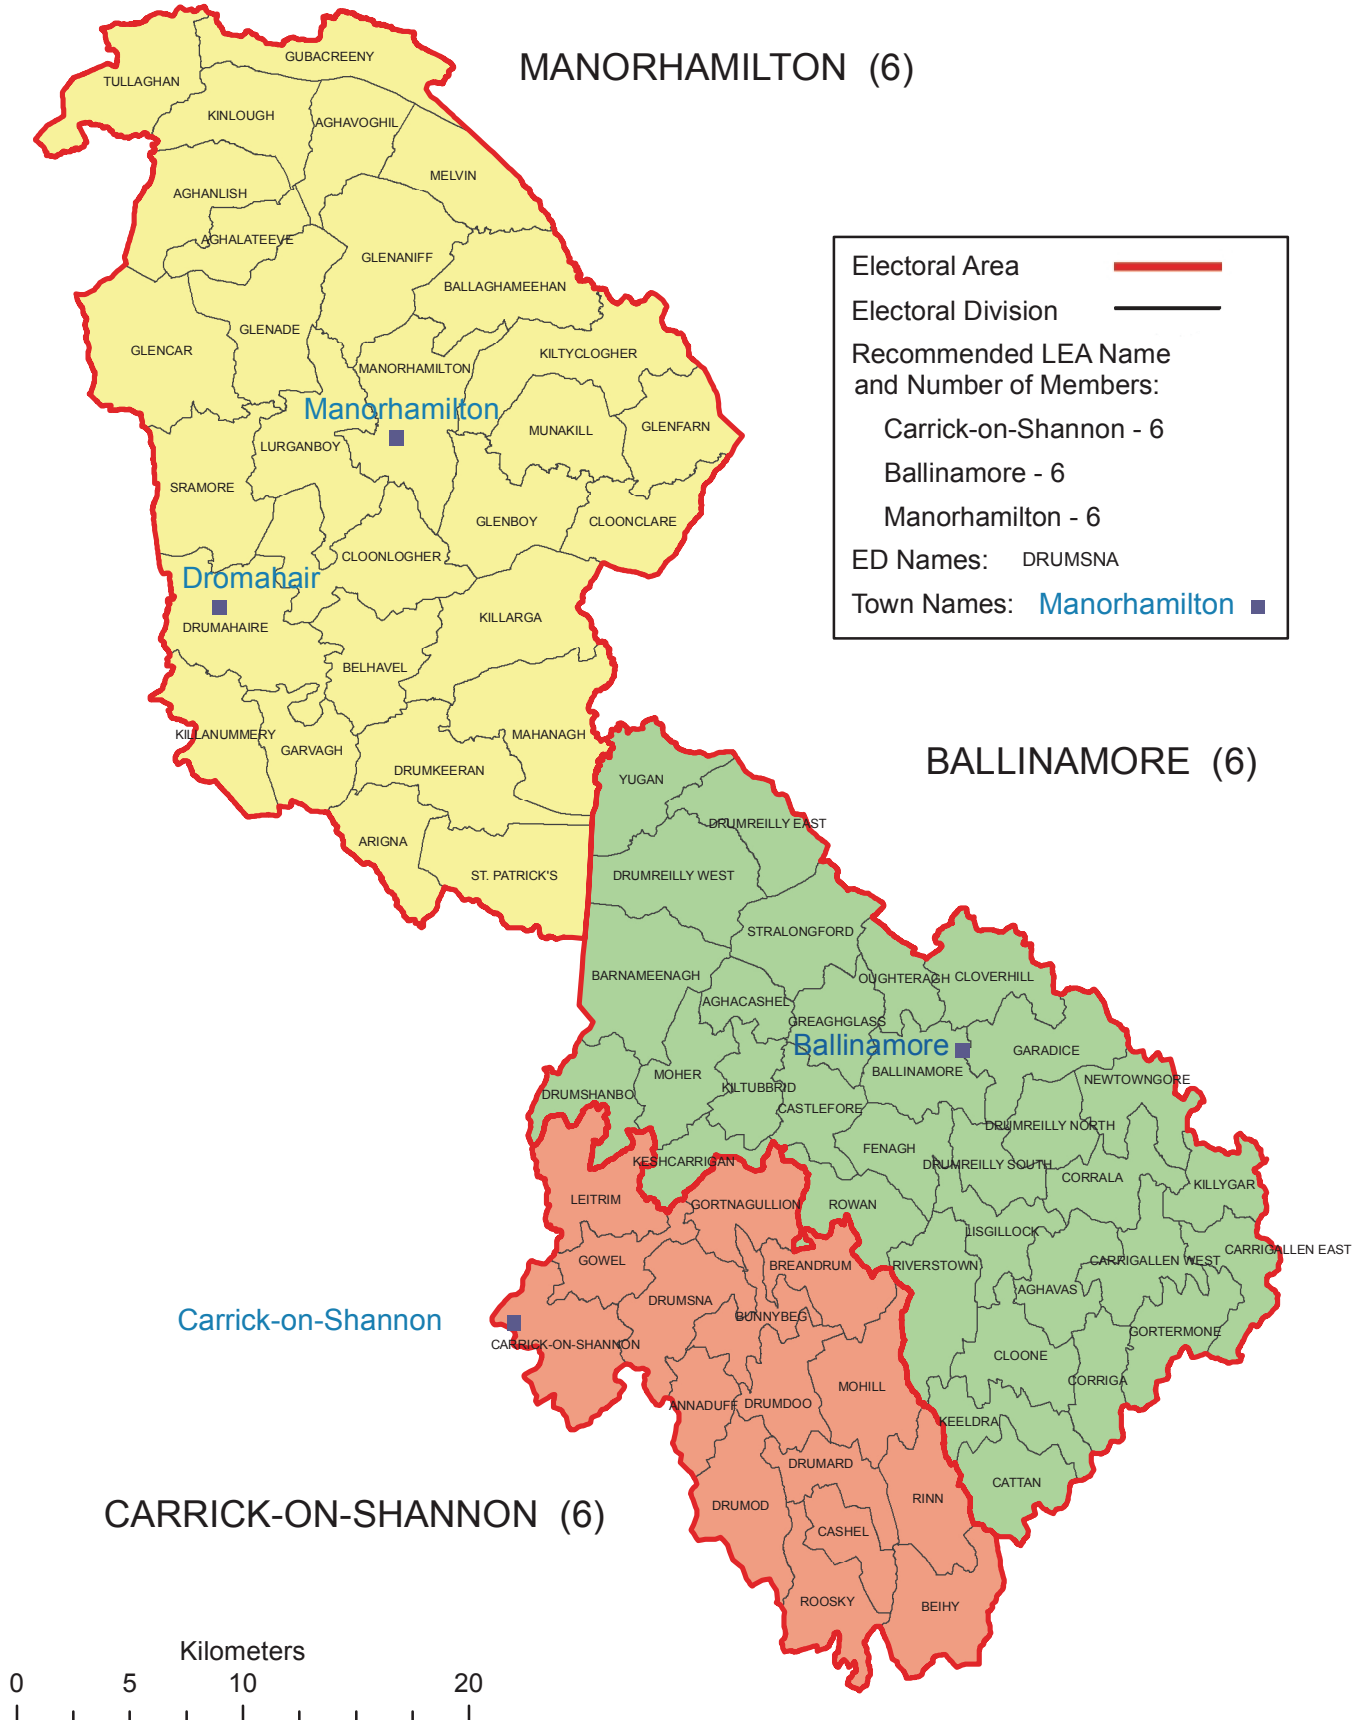 MANORHAMILTON (6)
GUBACREENY
TULLAGHAN
KINLOUGH
AGHAVOGHIL
MELVIN
AGHANLISH
AGHALATEEVE
GLENANIFF
BALLAGHAMEEHAN
GLENADE
GLENCAR
MANORHAMILTON
KILTYCLOGHER
Manorhamilton
MUNAKILL
GLENFARN
LURGANBOY
SRAMORE
GLENBOY
CLOONCLARE
CLOONLOGHER
Dromahair
DRUMAHAIRE
KILLARGA
BELHAVEL
KILLANUMMERY
GARVAGH
MAHANAGH
DRUMKEERAN
ARIGNA
ST. PATRICK'S
Electoral Area
Electoral Division
Recommended LEA Name
and Number of Members:
Carrick-on-Shannon - 6
Ballinamore - 6
Manorhamilton - 6
ED Names: DRUMSNA
Town Names: Manorhamilton
BALLINAMORE (6)
YUGAN
DRUMREILLY EAST
DRUMREILLY WEST
STRALONGFORD
BARNAMEENAGH
OUGHTERAGH
CLOVERHILL
AGHACASHEL
GREAGHGLASS
Ballinamore
GARADICE
BALLINAMORE
MOHER
KILTUBBRID
NEWTOWNGORE
DRUMSHANBO
CASTLEFORE
DRUMREILLY NORTH
FENAGH
KESHCARRIGAN
DRUMREILLY SOUTH
CORRALA
KILLYGAR
ROWAN
LISGILLOCK
CARRIGALLEN EAST
CARRIGALLEN WEST
RIVERSTOWN
AGHAVAS
GORTERMONE
CLOONE
CORRIGA
KEELDRA
CATTAN
LEITRIM
GORTNAGULLION
GOWEL
BREANDRUM
DRUMSNA
BUNNYBEG
Carrick-on-Shannon
CARRICK-ON-SHANNON
MOHILL
ANNADUFF
DRUMDOO
DRUMARD
RINN
DRUMOD
CASHEL
ROOSKY
BEIHY
CARRICK-ON-SHANNON (6)
Kilometers
0 5 10 20